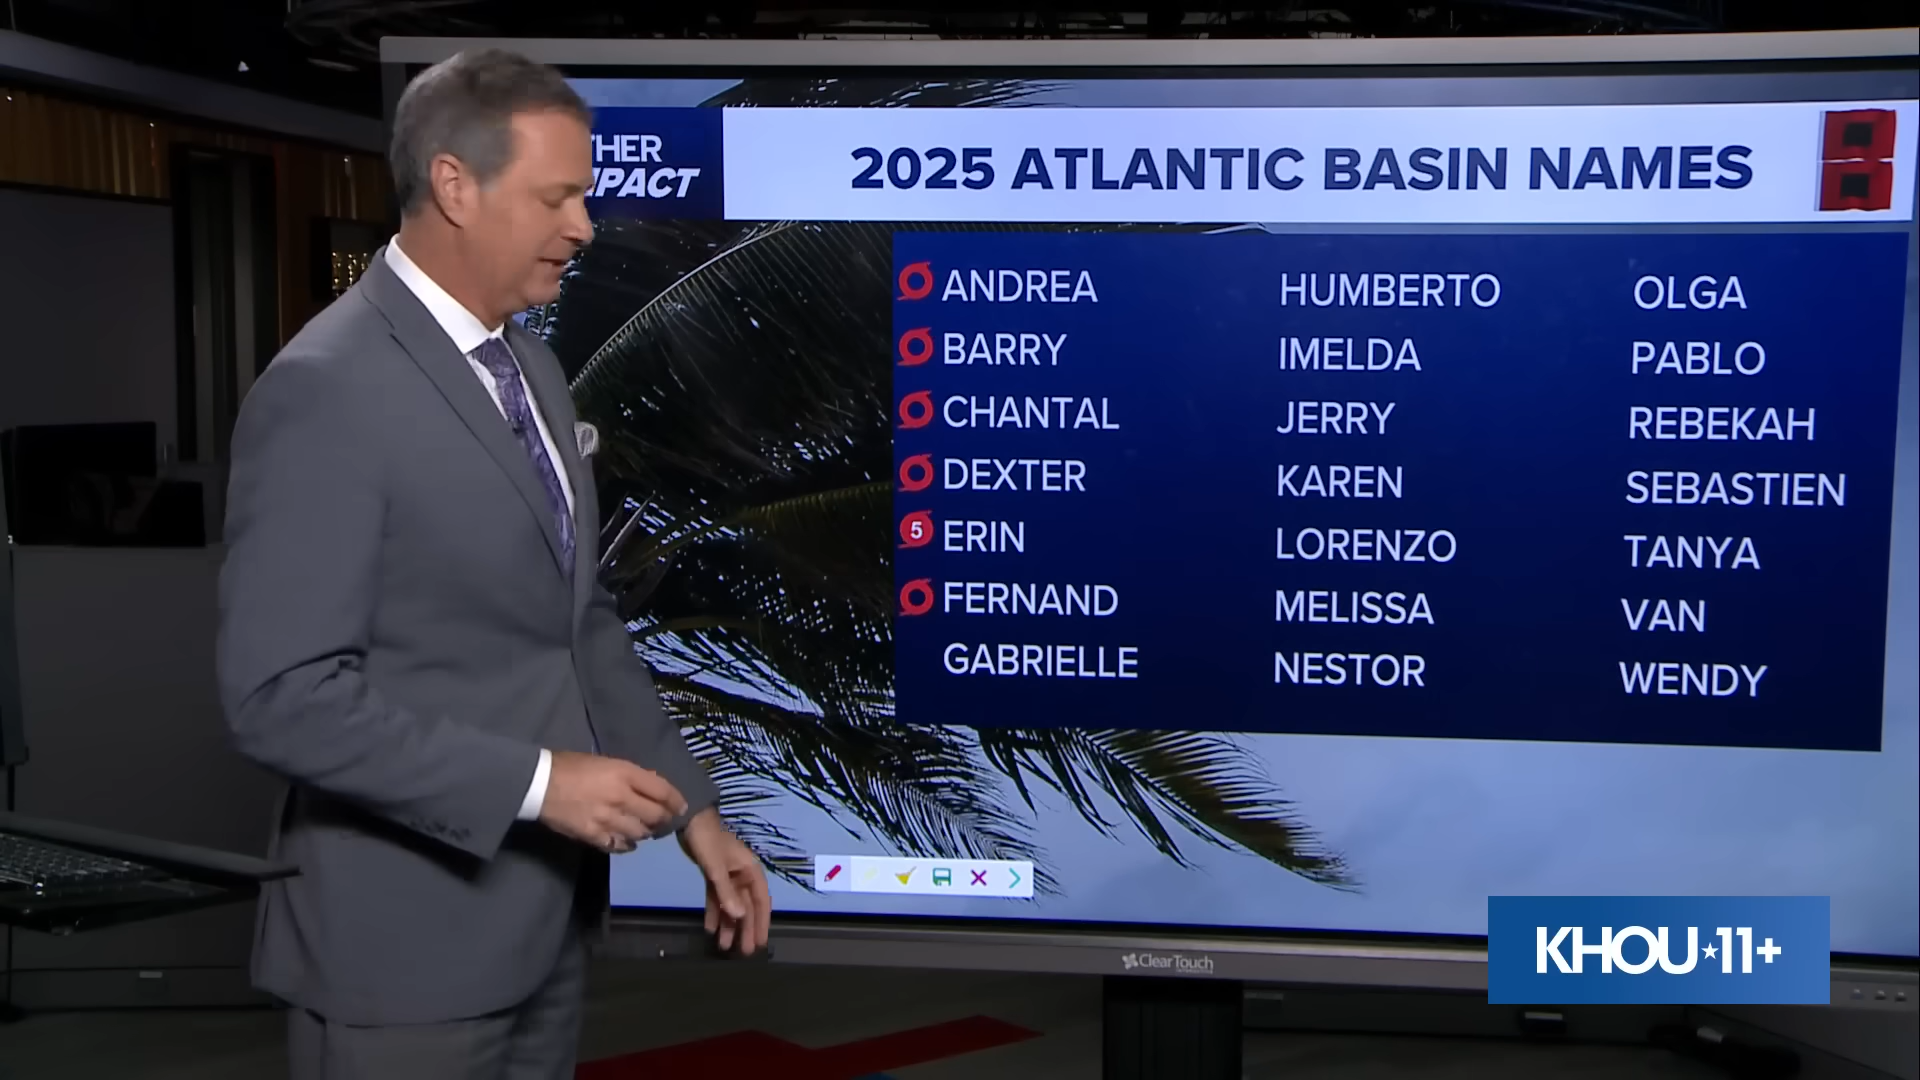 THER
IMPACT
2025 ATLANTIC BASIN NAMES
ANDREA
BARRY
CHANTAL
DEXTER
5 ERIN
FERNAND
GABRIELLE
HUMBERTO
IMELDA
JERRY
KAREN
LORENZO
MELISSA
NESTOR
OLGA
PABLO
REBEKAH
SEBASTIEN
TANYA
VAN
WENDY
ClearTouch
KHOU★11+